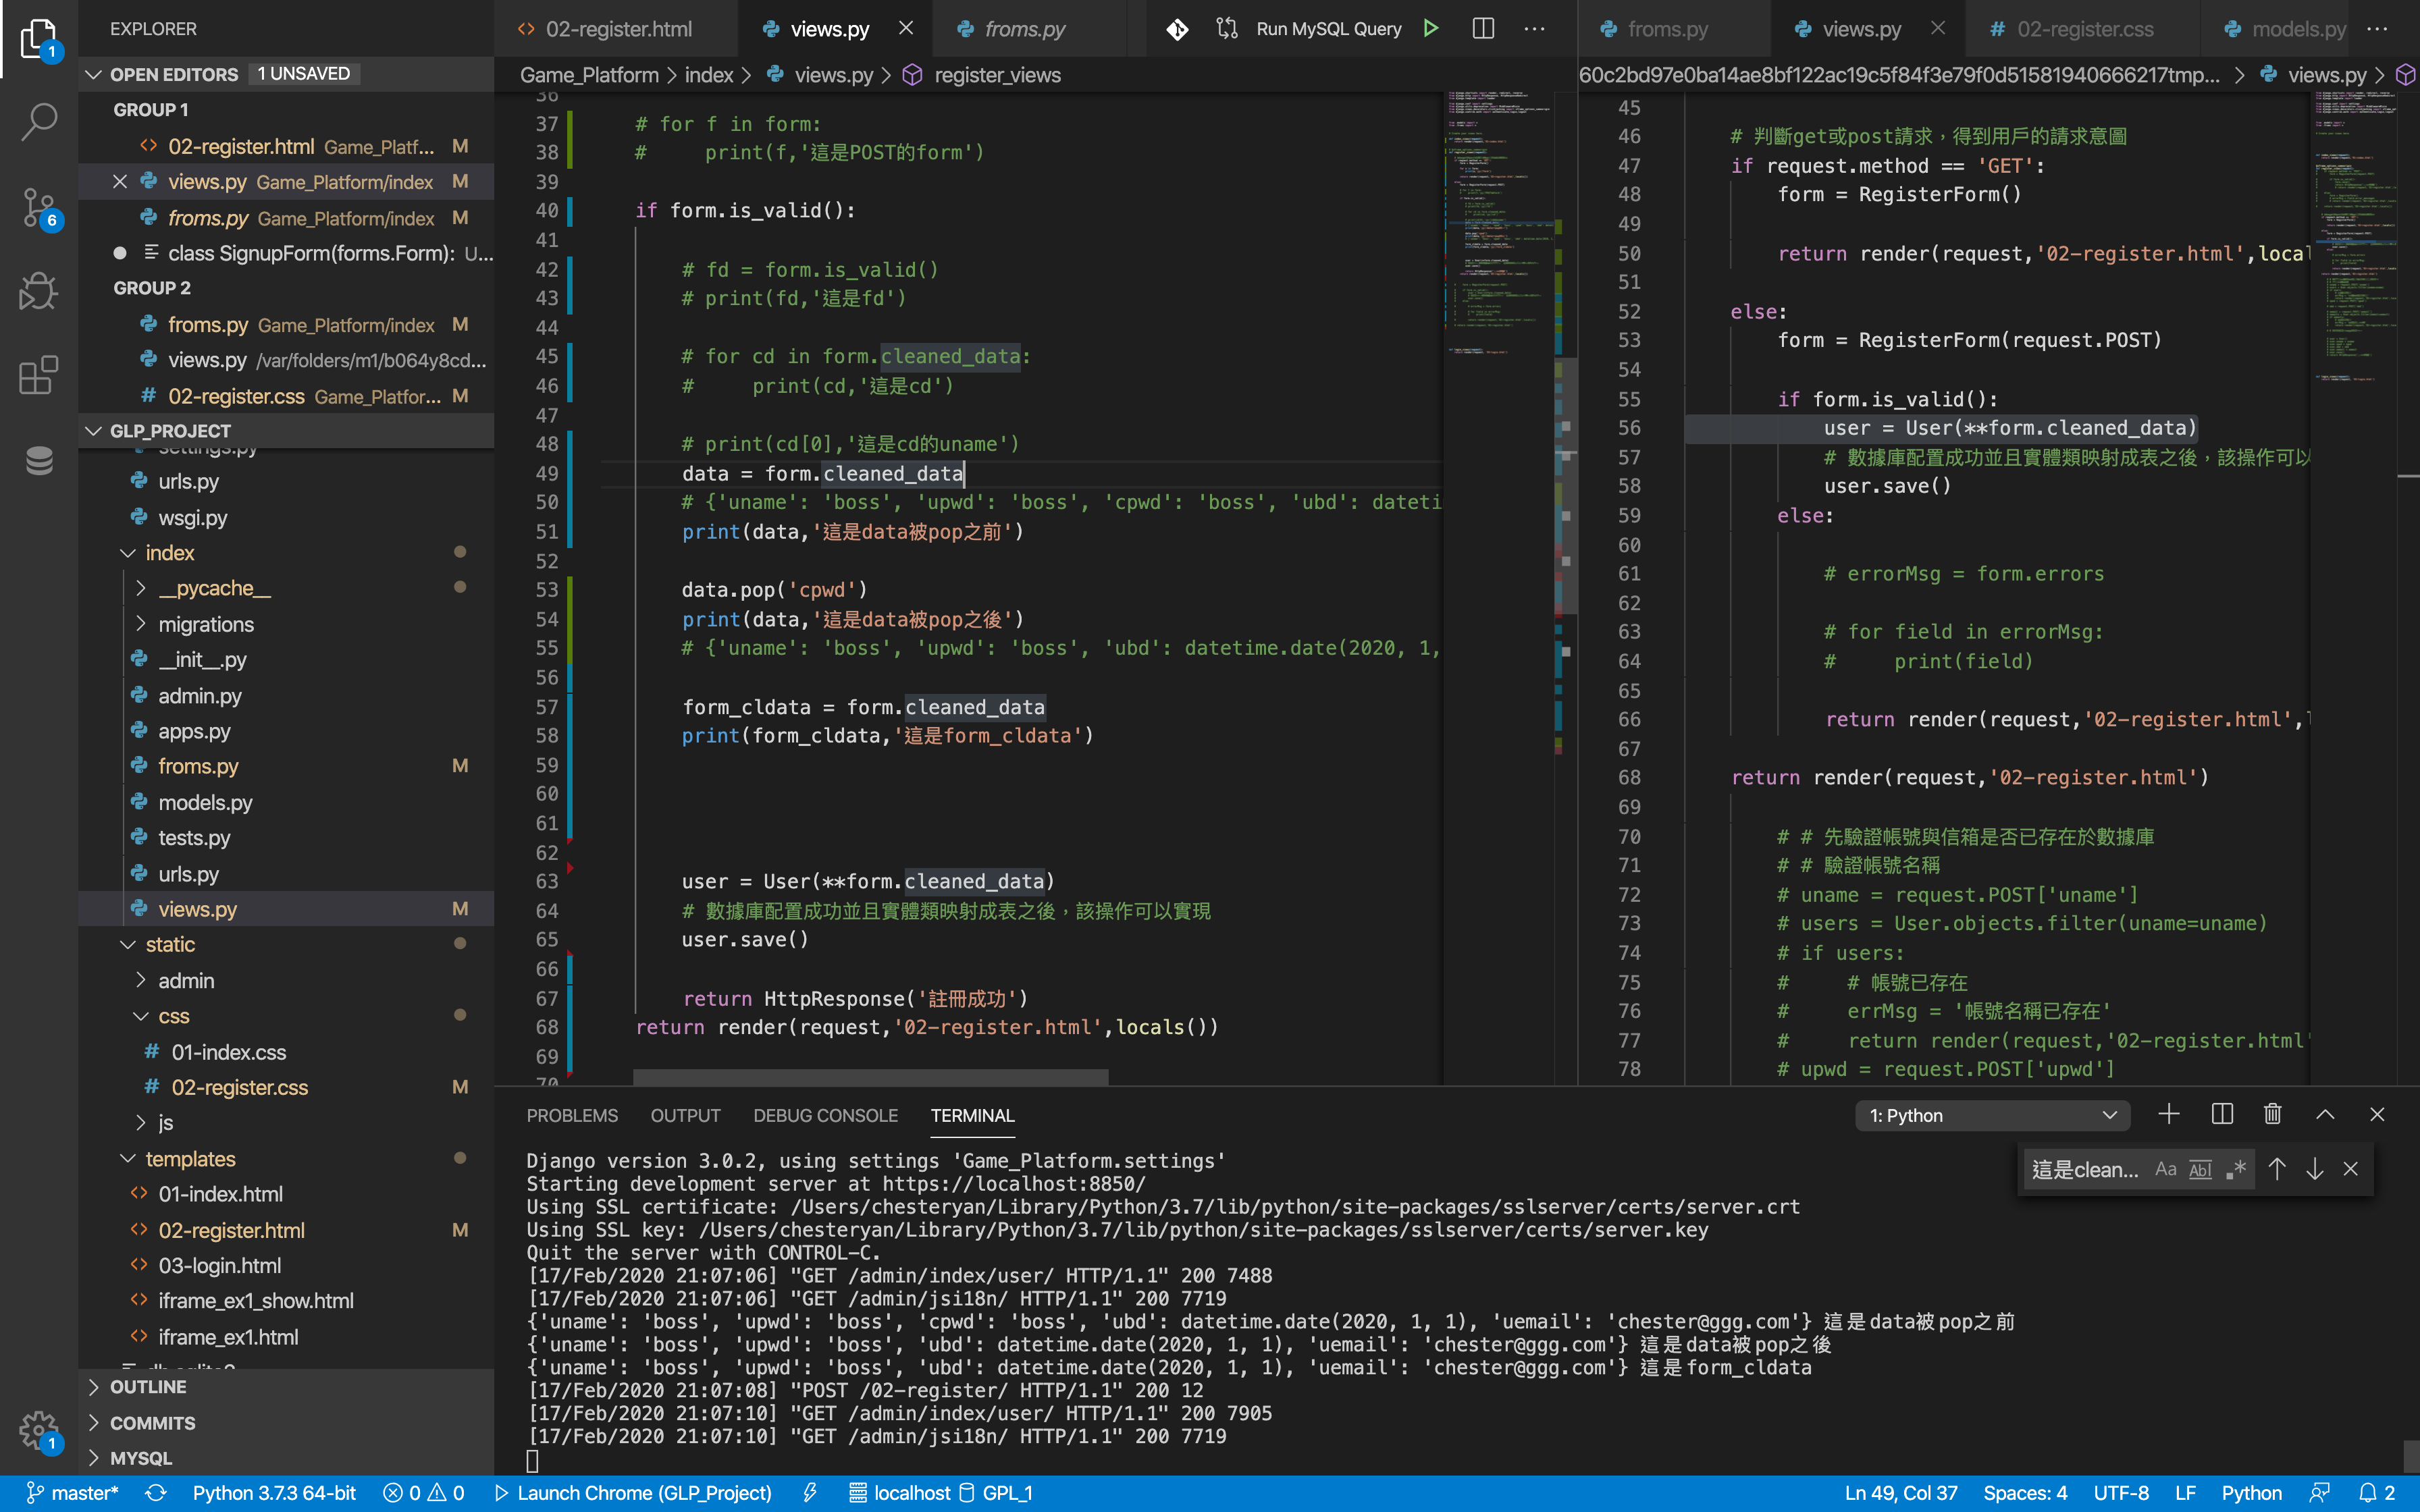 EXPLORER
OPEN EDITORS 1 UNSAVED
GROUP 1
02-register.html Game_Platf... M
views.py Game_Platform/index M
froms.py Game_Platform/index M
class SignupForm(forms.Form): U...
GROUP 2
froms.py Game_Platform/index M
views.py /var/folders/m1/b064y8cd...
02-register.css Game_Platfor... M
GLP_PROJECT
settings.py
urls.py
wsgi.py
index
__pycache__
migrations
__init__.py
admin.py
apps.py
froms.py M
models.py
tests.py
urls.py
views.py M
static
admin
css
01-index.css
02-register.css M
js
templates
01-index.html
02-register.html M
03-login.html
iframe_ex1_show.html
iframe_ex1.html
OUTLINE
COMMITS
MYSQL
02-register.html views.py froms.py Run MySQL Query
Game_Platform > index > views.py > register_views
36
37 # for f in form:
38 #     print(f,'這是POST的form')
39
40 if form.is_valid():
41
42 # fd = form.is_valid()
43 # print(fd,'這是fd')
44
45 # for cd in form.cleaned_data:
46 #     print(cd,'這是cd')
47
48 # print(cd[0],'這是cd的uname')
49 data = form.cleaned_data
50 # {'uname': 'boss', 'upwd': 'boss', 'cpwd': 'boss', 'ubd': dateti
51 print(data,'這是data被pop之前')
52
53 data.pop('cpwd')
54 print(data,'這是data被pop之後')
55 # {'uname': 'boss', 'upwd': 'boss', 'ubd': datetime.date(2020, 1,
56
57 form_cldata = form.cleaned_data
58 print(form_cldata,'這是form_cldata')
59
60
61
62
63 user = User(**form.cleaned_data)
64 # 數據庫配置成功並且實體類映射成表之後，該操作可以實現
65 user.save()
66
67 return HttpResponse('註冊成功')
68 return render(request,'02-register.html',locals())
69
70
froms.py views.py 02-register.css models.py
60c2bd97e0ba14ae8bf122ac19c5f84f3e79f0d51581940666217tmp... > views.py >
45
46 # 判斷get或post請求，得到用戶的請求意圖
47 if request.method == 'GET':
48 form = RegisterForm()
49
50 return render(request,'02-register.html',local
51
52 else:
53 form = RegisterForm(request.POST)
54
55 if form.is_valid():
56 user = User(**form.cleaned_data)
57 # 數據庫配置成功並且實體類映射成表之後，該操作可以
58 user.save()
59 else:
60
61 # errorMsg = form.errors
62
63 # for field in errorMsg:
64 #     print(field)
65
66 return render(request,'02-register.html',l
67
68 return render(request,'02-register.html')
69
70 # # 先驗證帳號與信箱是否已存在於數據庫
71 # # 驗證帳號名稱
72 # uname = request.POST['uname']
73 # users = User.objects.filter(uname=uname)
74 # if users:
75 #     # 帳號已存在
76 #     errMsg = '帳號名稱已存在'
77 #     return render(request,'02-register.html'
78 # upwd = request.POST['upwd']
PROBLEMS OUTPUT DEBUG CONSOLE TERMINAL 1: Python
這是clean... Aa Abl .*
Django version 3.0.2, using settings 'Game_Platform.settings'
Starting development server at https://localhost:8850/
Using SSL certificate: /Users/chesteryan/Library/Python/3.7/lib/python/site-packages/sslserver/certs/server.crt
Using SSL key: /Users/chesteryan/Library/Python/3.7/lib/python/site-packages/sslserver/certs/server.key
Quit the server with CONTROL-C.
[17/Feb/2020 21:07:06] "GET /admin/index/user/ HTTP/1.1" 200 7488
[17/Feb/2020 21:07:06] "GET /admin/jsi18n/ HTTP/1.1" 200 7719
{'uname': 'boss', 'upwd': 'boss', 'cpwd': 'boss', 'ubd': datetime.date(2020, 1, 1), 'uemail': 'chester@ggg.com'} 這是data被pop之前
{'uname': 'boss', 'upwd': 'boss', 'ubd': datetime.date(2020, 1, 1), 'uemail': 'chester@ggg.com'} 這是data被pop之後
{'uname': 'boss', 'upwd': 'boss', 'ubd': datetime.date(2020, 1, 1), 'uemail': 'chester@ggg.com'} 這是form_cldata
[17/Feb/2020 21:07:08] "POST /02-register/ HTTP/1.1" 200 12
[17/Feb/2020 21:07:10] "GET /admin/index/user/ HTTP/1.1" 200 7905
[17/Feb/2020 21:07:10] "GET /admin/jsi18n/ HTTP/1.1" 200 7719
master* Python 3.7.3 64-bit 0 0 Launch Chrome (GLP_Project) localhost GPL_1 Ln 49, Col 37 Spaces: 4 UTF-8 LF Python 2